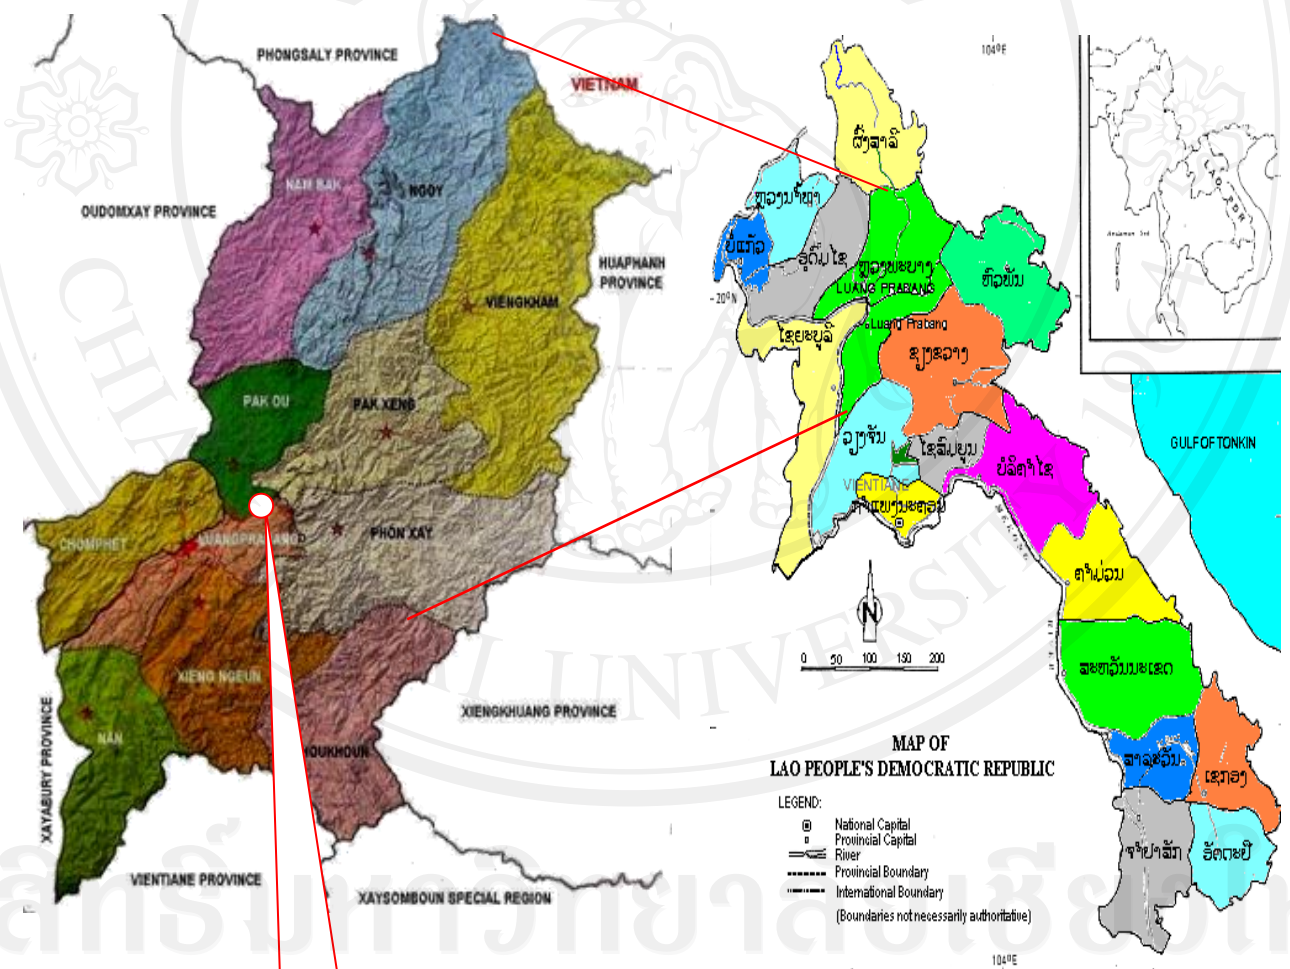 PHONGSALY PROVINCE
VIETNAM
NAM BAK
NGOY
OUDOMXAY PROVINCE
HUAPHANH
PROVINCE
VIENGKHAM
PAK OU
PAK XENG
CHOMPHET
LUANGPRABANG
PHON XAY
XIENG NGEUN
XIENGKHUANG PROVINCE
NAN
PHOUKHOUN
XAYABURY PROVINCE
VIENTIANE PROVINCE
XAYSOMBOUN SPECIAL REGION
104°E
ຜົ້ງສາລີ
ຫຼວງນ້ຳທາ
ບໍ່ແກ້ວ
ອຸດົມໄຊ
ຫຼວງພະບາງ
LUANG PRABANG
ຫົວພັນ
20°N
Luang Prabang
ໄຊຍະບູລີ
ຊຽງຂວາງ
ວຽງຈັນ
ໄຊສົມບູນ
ບໍລິຄຳໄຊ
VIENTIANE
ກຳແພງນະຄອນ
MEKONG
ຄຳມ່ວນ
ສະຫວັນນະເຂດ
ສາລະວັນ
ເຊກອງ
ຈຳປາສັກ
ອັດຕະປື
LAO PDR
GULF OF TONKIN
N
0 50 100 150 200
MAP OF
LAO PEOPLE'S DEMOCRATIC REPUBLIC
LEGEND:
National Capital
Provincial Capital
River
Provincial Boundary
International Boundary
(Boundaries not necessarily authoritative)
104°E
CHIANG MAI UNIVERSITY 1964